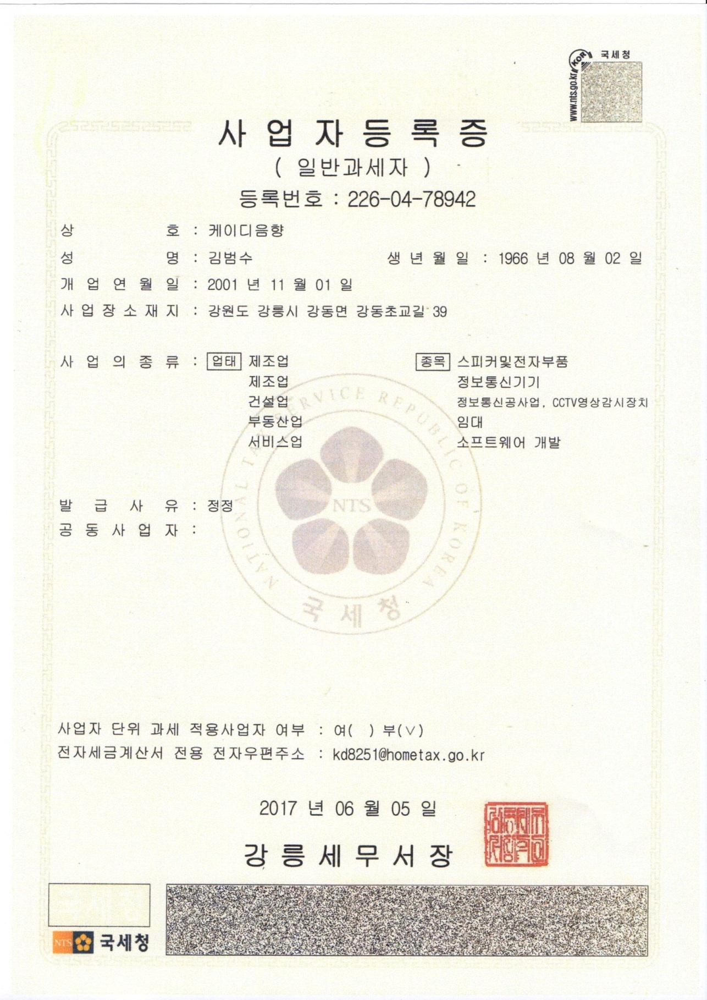 국세청
KOR
www.nts.go.kr
사 업 자 등 록 증
( 일반과세자 )
등록번호 : 226-04-78942
상 호 : 케이디음향
성 명 : 김범수 생 년 월 일 : 1966 년 08 월 02 일
개 업 연 월 일 : 2001 년 11 월 01 일
사 업 장 소 재 지 : 강원도 강릉시 강동면 강동초교길 39
사 업 의 종 류 : 업태 제조업 종목 스피커및전자부품
제조업 정보통신기기
건설업 정보통신공사업, CCTV영상감시장치
부동산업 임대
서비스업 소프트웨어 개발
NATIONAL TAX SERVICE REPUBLIC OF KOREA
NTS
국세청
발 급 사 유 : 정정
공 동 사 업 자 :
사업자 단위 과세 적용사업자 여부 : 여( ) 부(∨)
전자세금계산서 전용 전자우편주소 : kd8251@hometax.go.kr
2017 년 06 월 05 일
강 릉 세 무 서 장
국세청
NTS 국세청